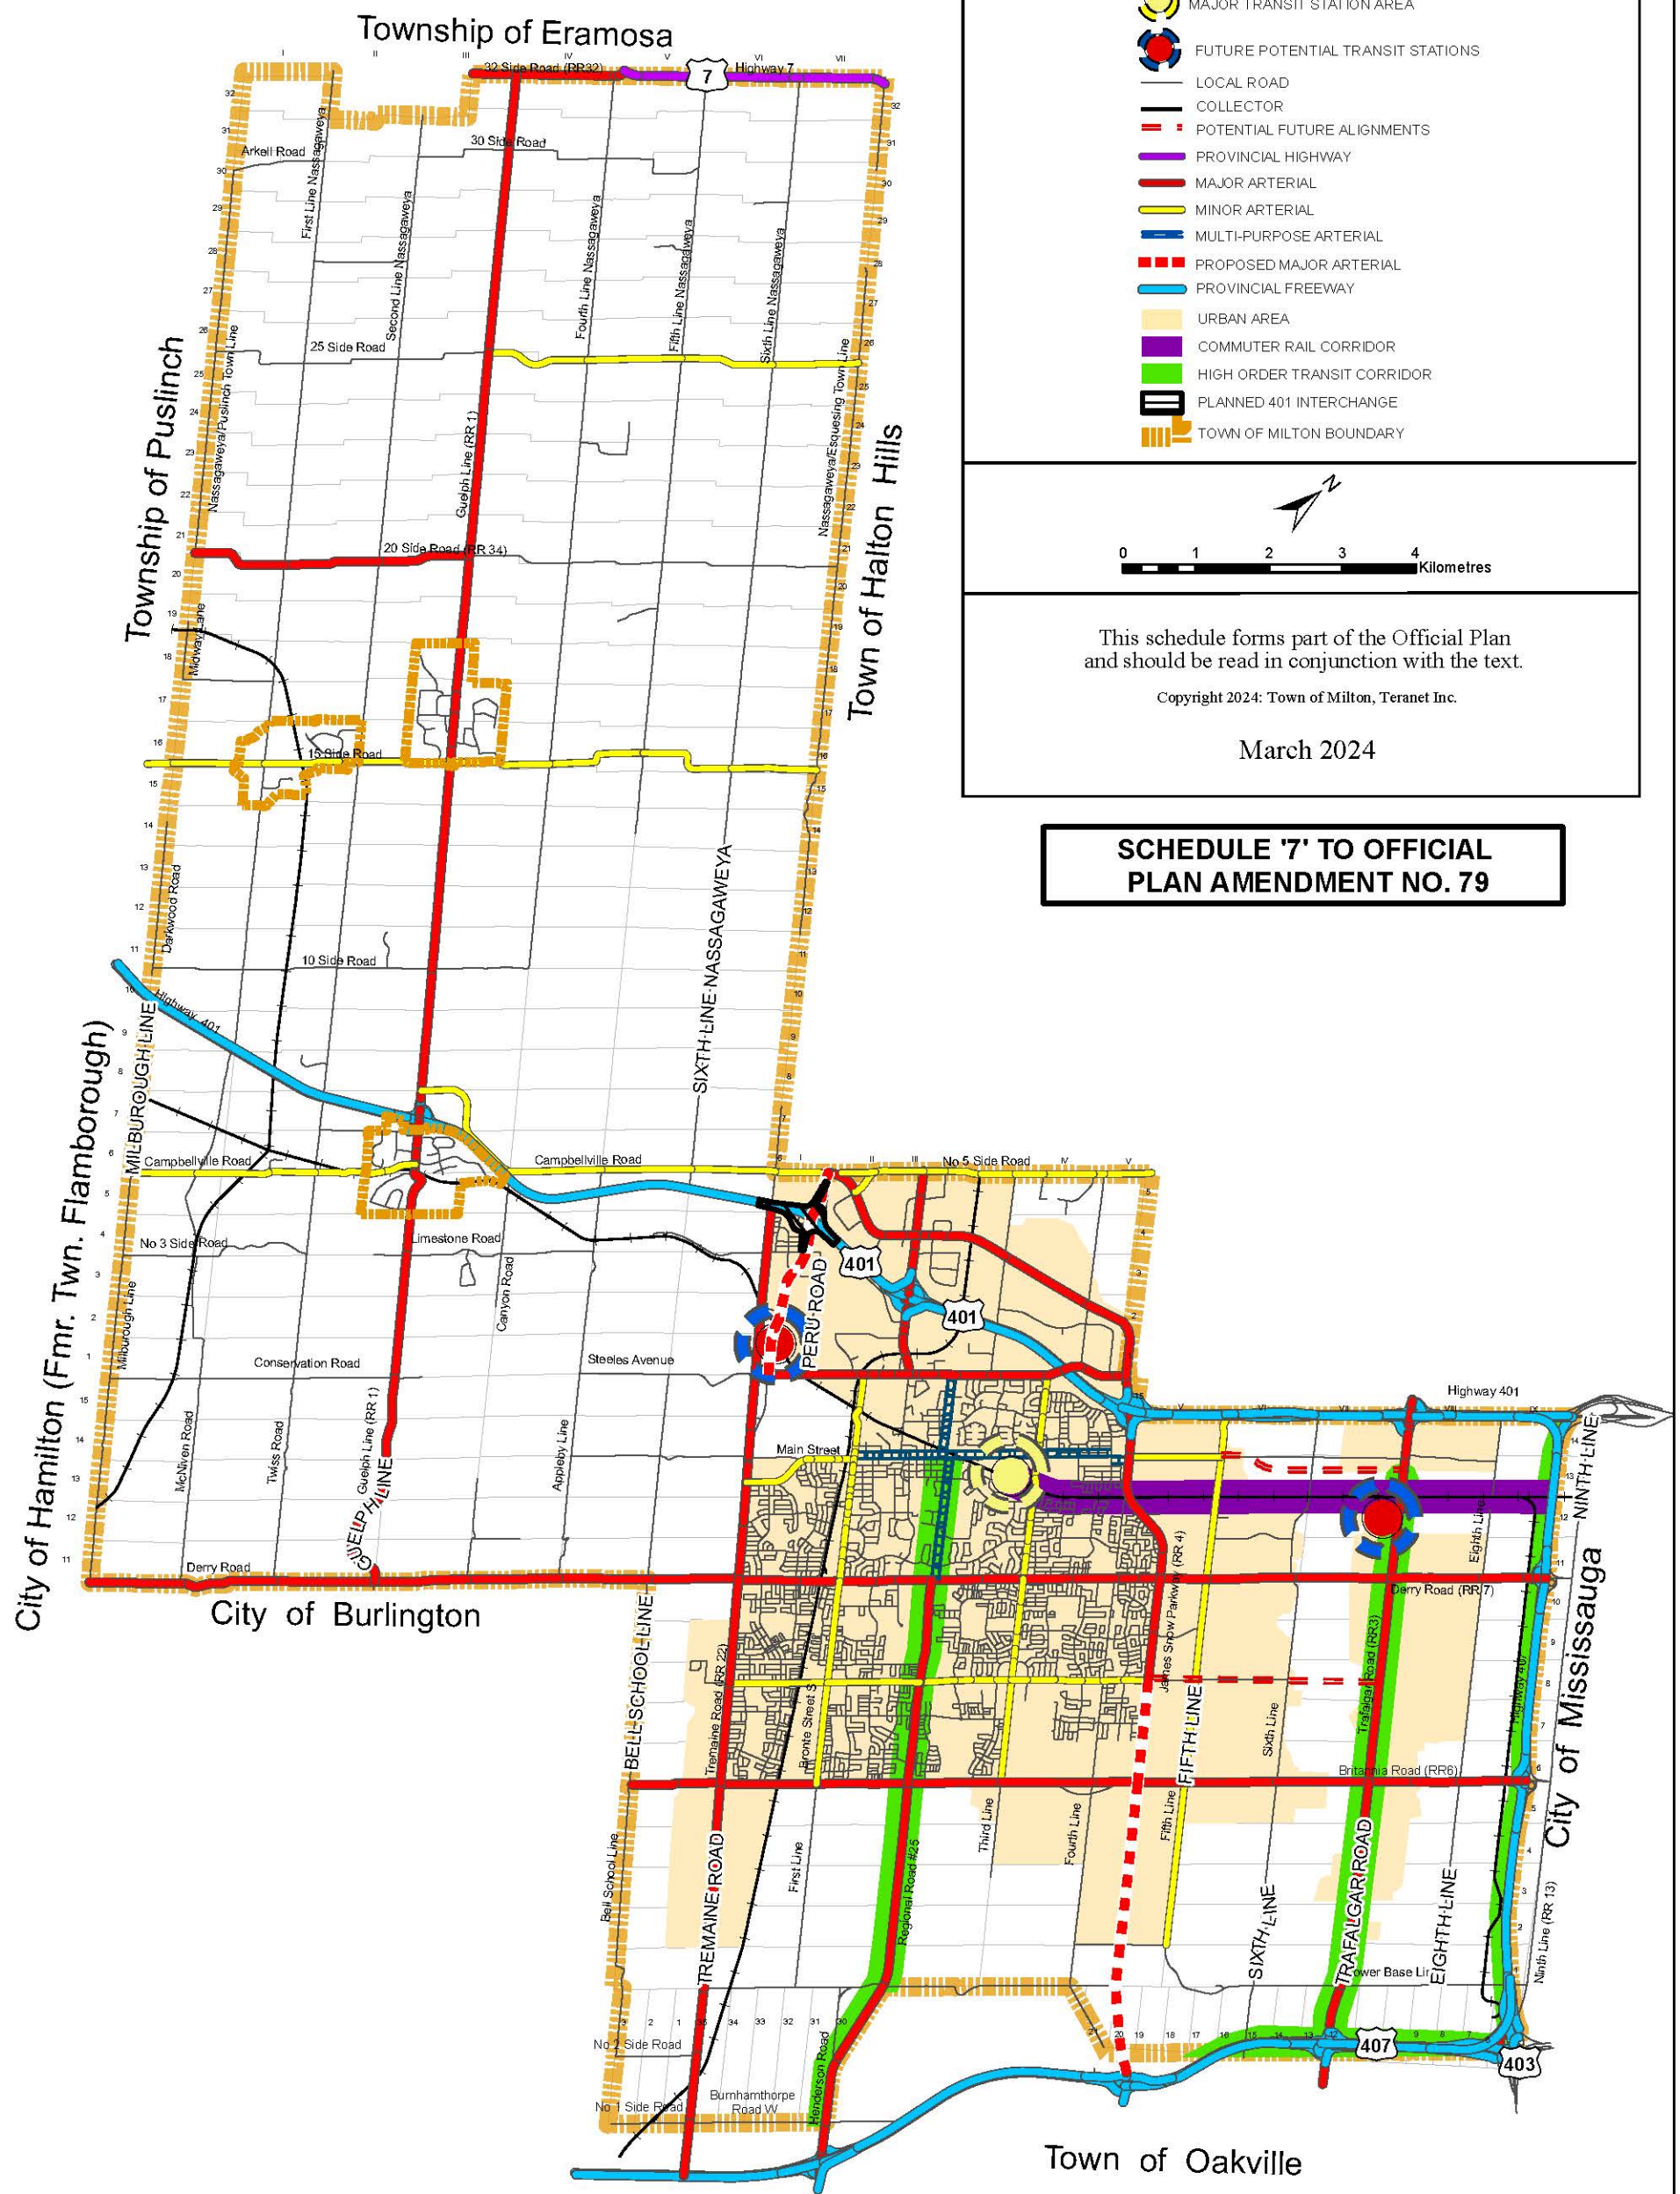 MAJOR TRANSIT STATION AREA
FUTURE POTENTIAL TRANSIT STATIONS
LOCAL ROAD
COLLECTOR
POTENTIAL FUTURE ALIGNMENTS
PROVINCIAL HIGHWAY
MAJOR ARTERIAL
MINOR ARTERIAL
MULTI-PURPOSE ARTERIAL
PROPOSED MAJOR ARTERIAL
PROVINCIAL FREEWAY
URBAN AREA
COMMUTER RAIL CORRIDOR
HIGH ORDER TRANSIT CORRIDOR
PLANNED 401 INTERCHANGE
TOWN OF MILTON BOUNDARY
N
0 1 2 3 4
Kilometres
This schedule forms part of the Official Plan
and should be read in conjunction with the text.
Copyright 2024: Town of Milton, Teranet Inc.
March 2024
SCHEDULE '7' TO OFFICIAL
PLAN AMENDMENT NO. 79
Township of Eramosa
I II III IV V VI VII
32 Side Road (RR32)
7
Highway 7
Arkell Road
30 Side Road
First Line Nassagaweya
Second Line Nassagaweya
Fourth Line Nassagaweya
Fifth Line Nassagaweya
Sixth Line Nassagaweya
25 Side Road
Township of Puslinch
Nassagaweya/Puslinch Town Line
Guelph Line (RR 1)
Nassagaweya/Esquesing Town Line
Town of Halton Hills
20 Side Road (RR 34)
Midway Lane
15 Side Road
Darkwood Road
10 Side Road
SIXTH LINE NASSAGAWEYA
Highway 401
MILBUROUGH LINE
City of Hamilton (Fmr. Twn. Flamborough)
Campbellville Road
Campbellville Road
No 5 Side Road
No 3 Side Road
Limestone Road
Canyon Road
Milburough Line
401
401
PERU ROAD
Conservation Road
Steeles Avenue
McNiven Road
Twiss Road
Guelph Line (RR 1)
GUELPH LINE
Appleby Line
Main Street
Highway 401
NINTH LINE
Derry Road
City of Burlington
Derry Road (RR 7)
Eighth Line
James Snow Parkway (RR 4)
Trafalgar Road (RR3)
Highway 407
City of Mississauga
BELL SCHOOL LINE
Tremaine Road (RR 22)
Bronte Street S
FIFTH LINE
Sixth Line
Britannia Road (RR6)
Bell School Line
TREMAINE ROAD
First Line
Regional Road #25
Third Line
Fourth Line
Fifth Line
SIXTH LINE
TRAFALGAR ROAD
EIGHTH LINE
Ninth Line (RR 13)
Lower Base Lin
No 2 Side Road
No 1 Side Road
Burnhamthorpe
Road W
Henderson Road
407
403
Town of Oakville